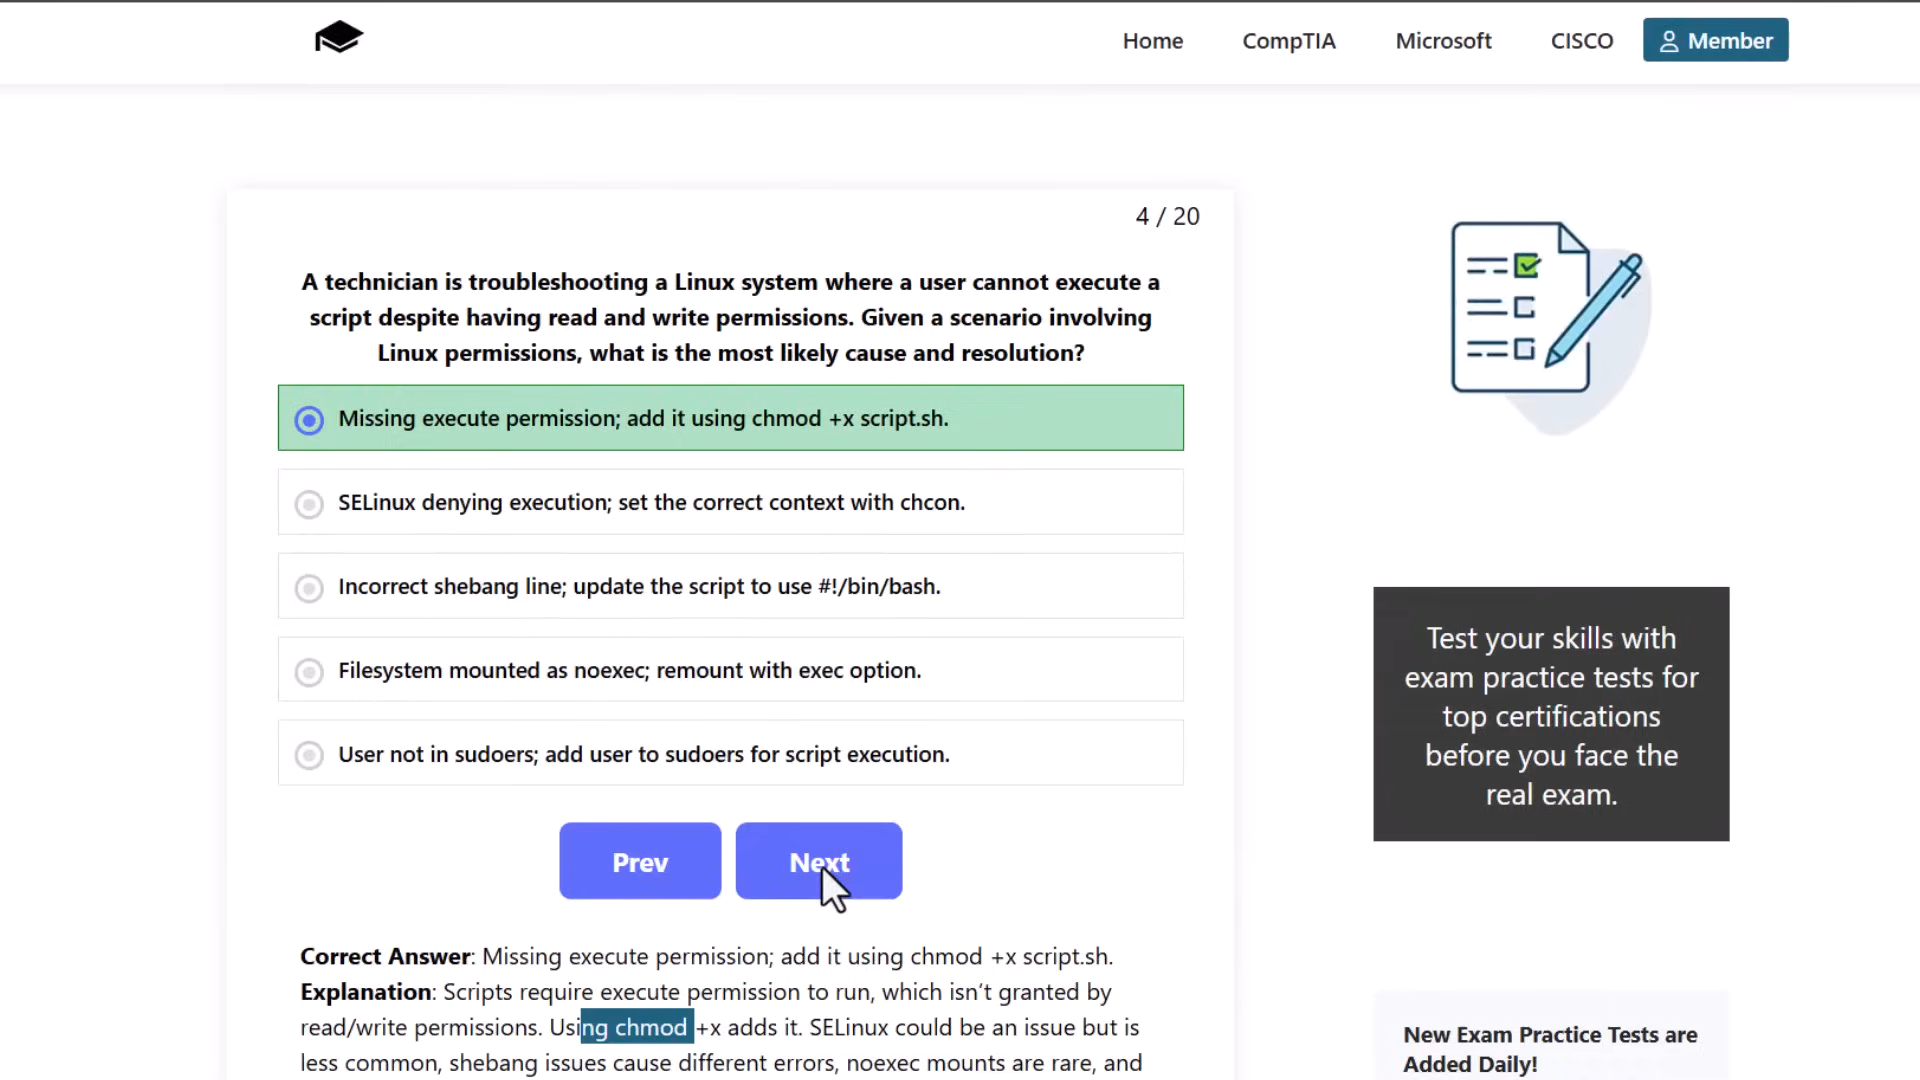 Home CompTIA Microsoft CISCO Member
4 / 20
A technician is troubleshooting a Linux system where a user cannot execute a
script despite having read and write permissions. Given a scenario involving
Linux permissions, what is the most likely cause and resolution?
Missing execute permission; add it using chmod +x script.sh.
SELinux denying execution; set the correct context with chcon.
Incorrect shebang line; update the script to use #!/bin/bash.
Filesystem mounted as noexec; remount with exec option.
User not in sudoers; add user to sudoers for script execution.
Prev Next
Correct Answer: Missing execute permission; add it using chmod +x script.sh.
Explanation: Scripts require execute permission to run, which isn’t granted by
read/write permissions. Using chmod +x adds it. SELinux could be an issue but is
less common, shebang issues cause different errors, noexec mounts are rare, and
Test your skills with
exam practice tests for
top certifications
before you face the
real exam.
New Exam Practice Tests are
Added Daily!